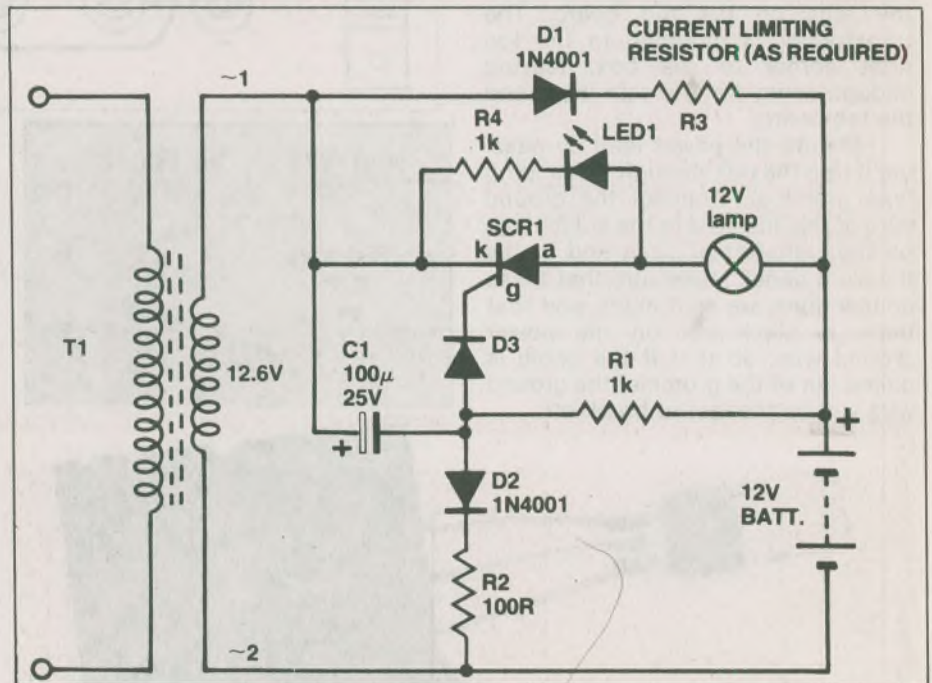 D1
1N4001
CURRENT LIMITING
RESISTOR (AS REQUIRED)
~1
R4
1k
LED1
R3
SCR1
k
a
g
12V
lamp
T1
12.6V
C1
100μ
25V
+
D3
R1
1k
+
D2
1N4001
12V
BATT.
R2
100R
~2